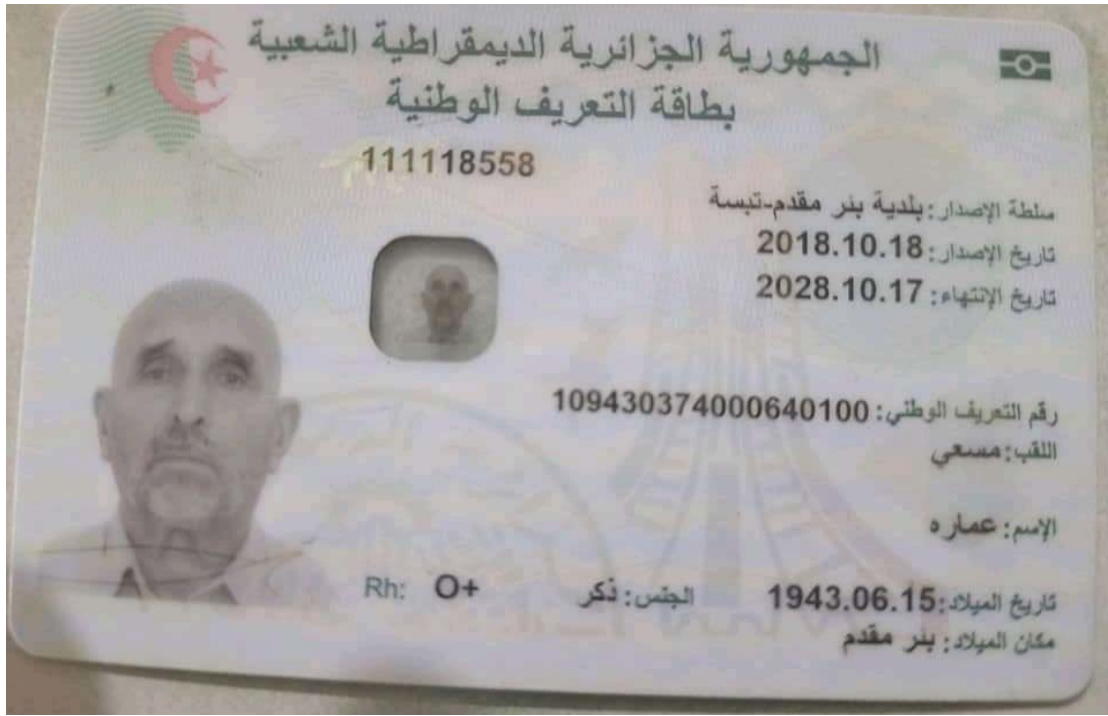 الجمهورية الجزائرية الديمقراطية الشعبية
بطاقة التعريف الوطنية
111118558
سلطة الإصدار: بلدية بئر مقدم-تبسة
تاريخ الإصدار: 2018.10.18
تاريخ الإنتهاء: 2028.10.17
رقم التعريف الوطني: 109430374000640100
اللقب: مسعي
الإسم: عماره
تاريخ الميلاد: 1943.06.15 الجنس: ذكر Rh: O+
مكان الميلاد: بئر مقدم